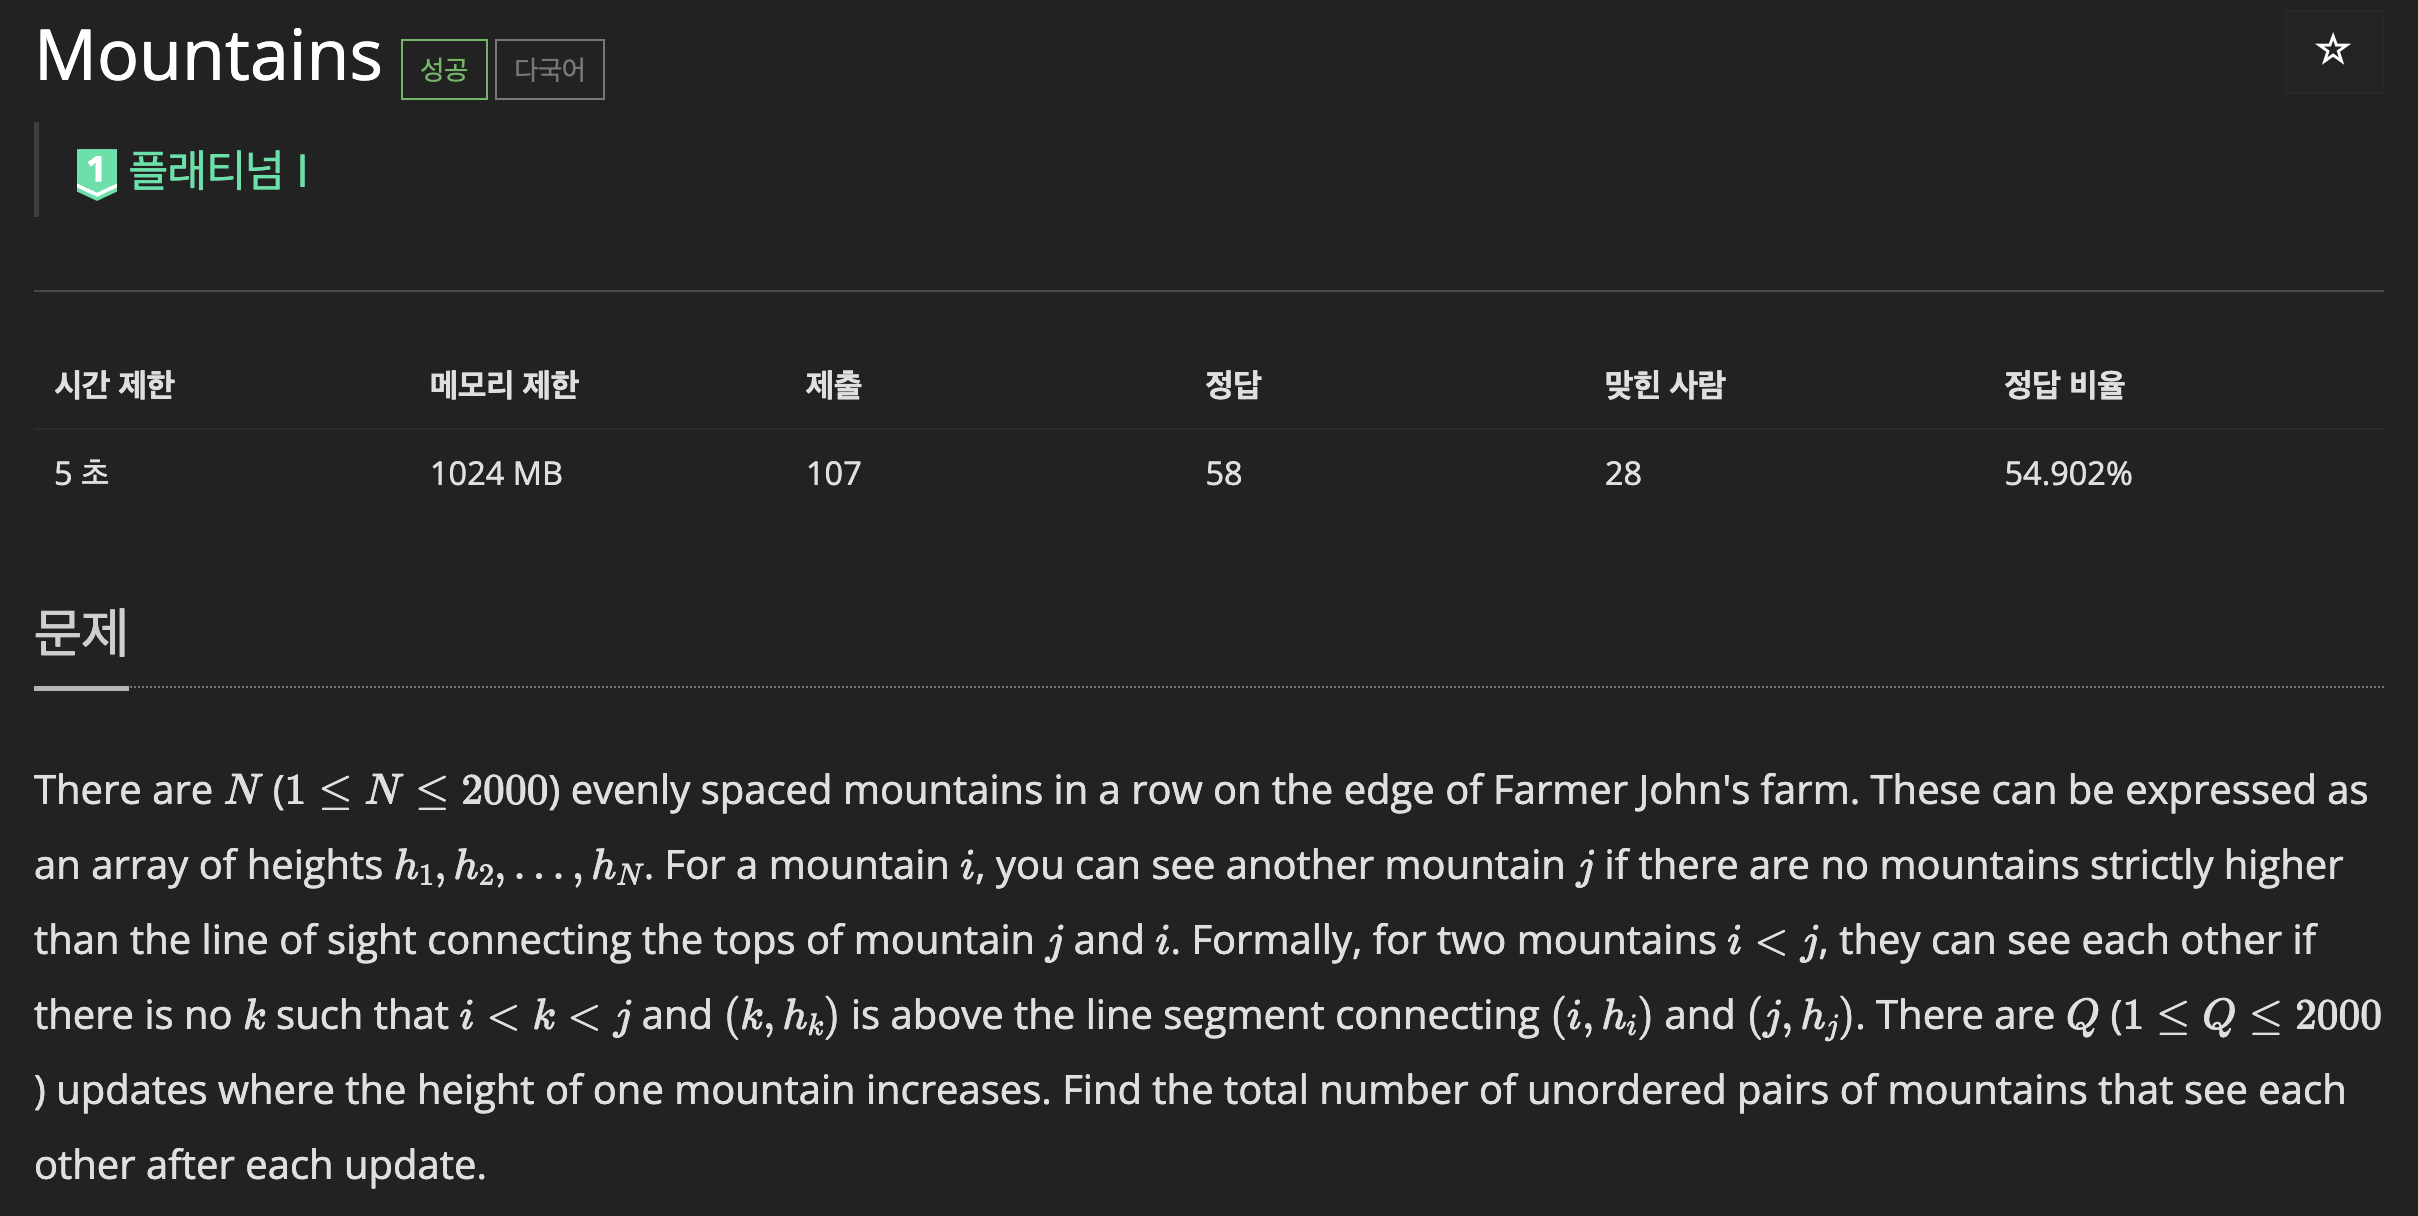 Mountains 성공 다국어
1 플래티넘 I
시간 제한 메모리 제한 제출 정답 맞힌 사람 정답 비율
5 초 1024 MB 107 58 28 54.902%
문제
There are N (1 ≤ N ≤ 2000) evenly spaced mountains in a row on the edge of Farmer John's farm. These can be expressed as
an array of heights h₁, h₂, . . . , h_N. For a mountain i, you can see another mountain j if there are no mountains strictly higher
than the line of sight connecting the tops of mountain j and i. Formally, for two mountains i < j, they can see each other if
there is no k such that i < k < j and (k, h_k) is above the line segment connecting (i, h_i) and (j, h_j). There are Q (1 ≤ Q ≤ 2000
) updates where the height of one mountain increases. Find the total number of unordered pairs of mountains that see each
other after each update.